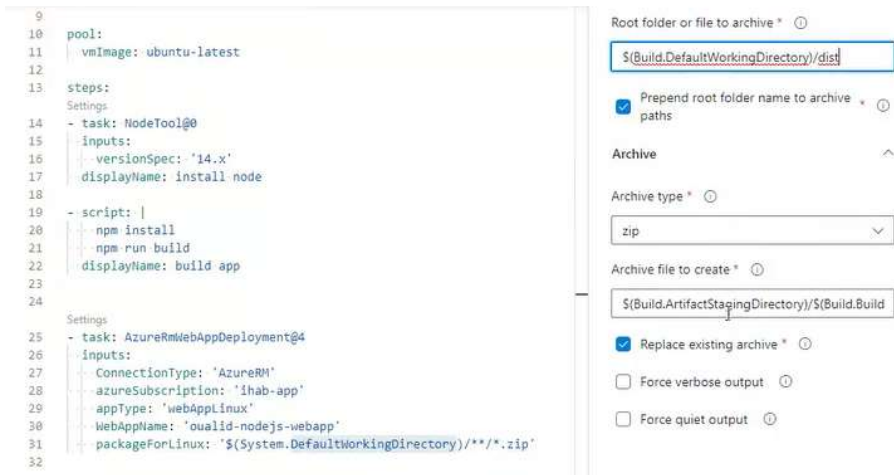 9
10 pool:
11 vmImage: ubuntu-latest
12
13 steps:
Settings
14 - task: NodeTool@0
15 inputs:
16 versionSpec: '14.x'
17 displayName: install node
18
19 - script: |
20 npm install
21 npm run build
22 displayName: build app
23
24
Settings
25 - task: AzureRmWebAppDeployment@4
26 inputs:
27 ConnectionType: 'AzureRM'
28 azureSubscription: 'ihab-app'
29 appType: 'webAppLinux'
30 WebAppName: 'oualid-nodejs-webapp'
31 packageForLinux: '$(System.DefaultWorkingDirectory)/**/*.zip'
32
Root folder or file to archive *
$(Build.DefaultWorkingDirectory)/dist
Prepend root folder name to archive *
paths
Archive
Archive type *
zip
Archive file to create *
$(Build.ArtifactStagingDirectory)/$(Build.Build
Replace existing archive *
Force verbose output
Force quiet output